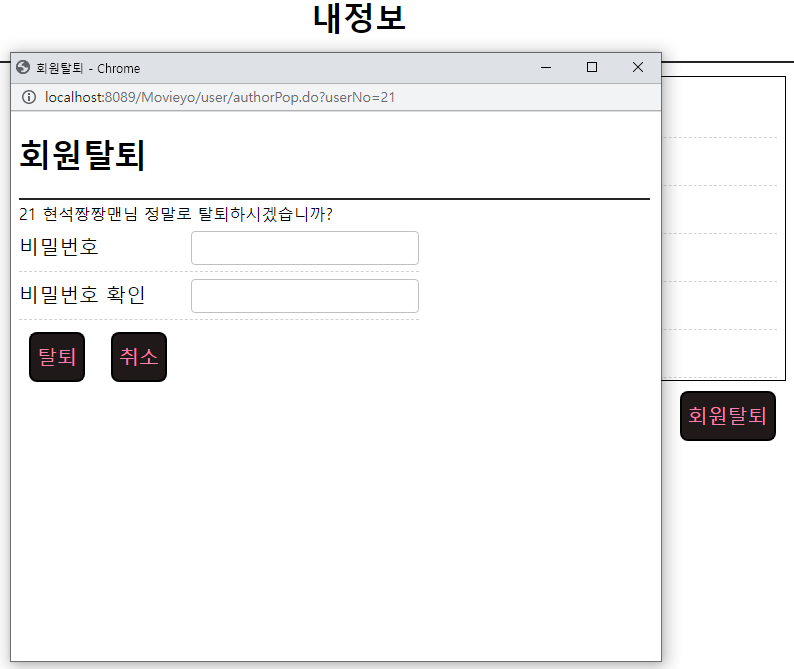 내정보
회원탈퇴 - Chrome
localhost:8089/Movieyo/user/authorPop.do?userNo=21
회원탈퇴
21 현석짱짱맨님 정말로 탈퇴하시겠습니까?
비밀번호
비밀번호 확인
탈퇴 취소
회원탈퇴